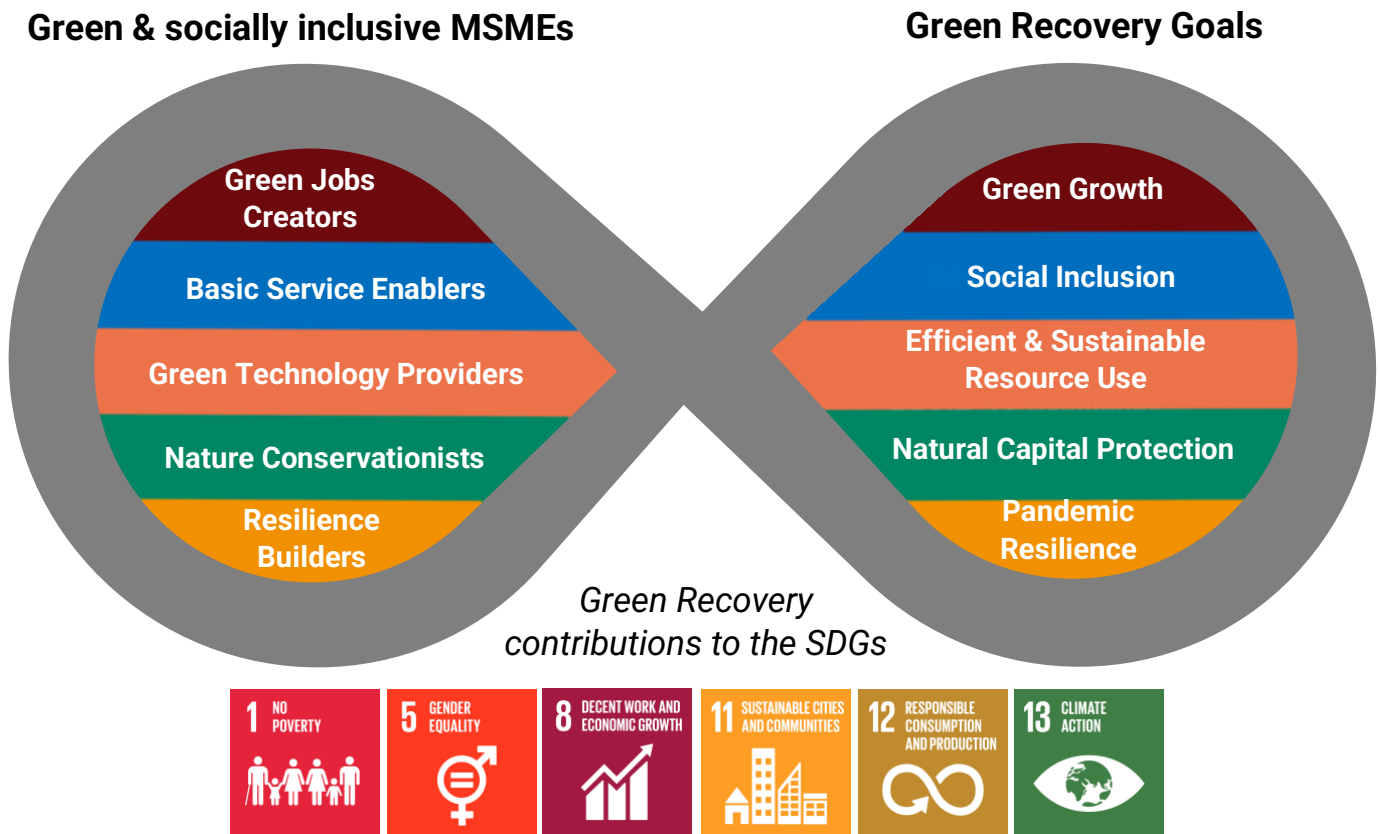 Green & socially inclusive MSMEs
Green Recovery Goals
Green Jobs
Creators
Basic Service Enablers
Green Technology Providers
Nature Conservationists
Resilience
Builders
Green Growth
Social Inclusion
Efficient & Sustainable
Resource Use
Natural Capital Protection
Pandemic
Resilience
Green Recovery
contributions to the SDGs
1 NO
POVERTY
5 GENDER
EQUALITY
8 DECENT WORK AND
ECONOMIC GROWTH
11 SUSTAINABLE CITIES
AND COMMUNITIES
12 RESPONSIBLE
CONSUMPTION
AND PRODUCTION
13 CLIMATE
ACTION